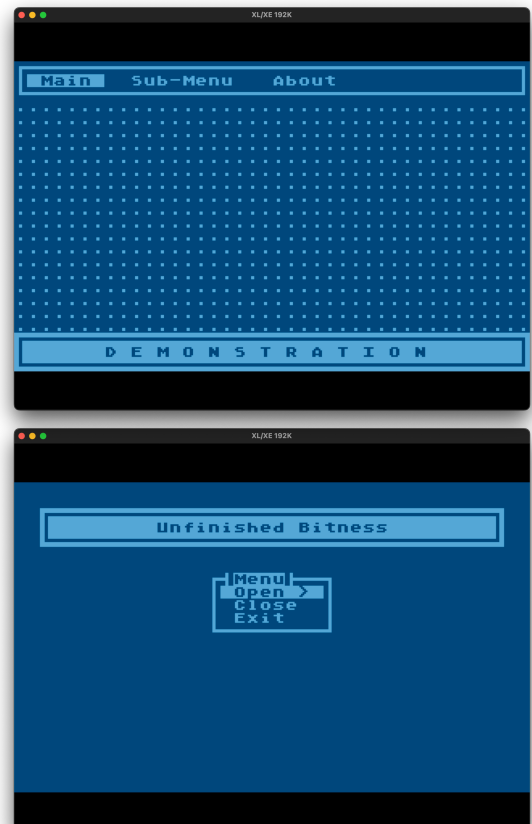 XL/XE 192K
Main Sub-Menu About
D E M O N S T R A T I O N
XL/XE 192K
Unfinished Bitness
Menu
Open >
Close
Exit